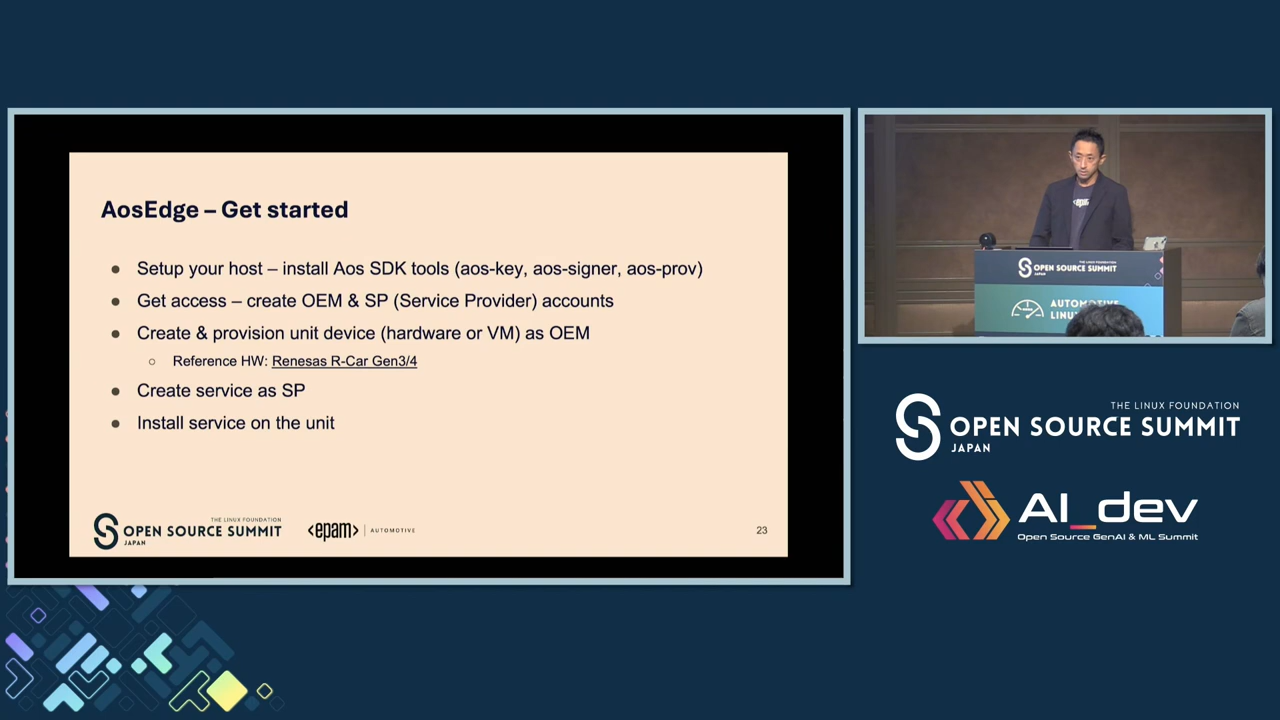 AosEdge – Get started
● Setup your host – install Aos SDK tools (aos-key, aos-signer, aos-prov)
● Get access – create OEM & SP (Service Provider) accounts
● Create & provision unit device (hardware or VM) as OEM
○ Reference HW: Renesas R-Car Gen3/4
● Create service as SP
● Install service on the unit
THE LINUX FOUNDATION
OPEN SOURCE SUMMIT
JAPAN
<epam> | AUTOMOTIVE
23
THE LINUX FOUNDATION
OPEN SOURCE SUMMIT
JAPAN
THE LINUX FOUNDATION
OPEN SOURCE SUMMIT
JAPAN
AI_dev
Open Source GenAI & ML Summit